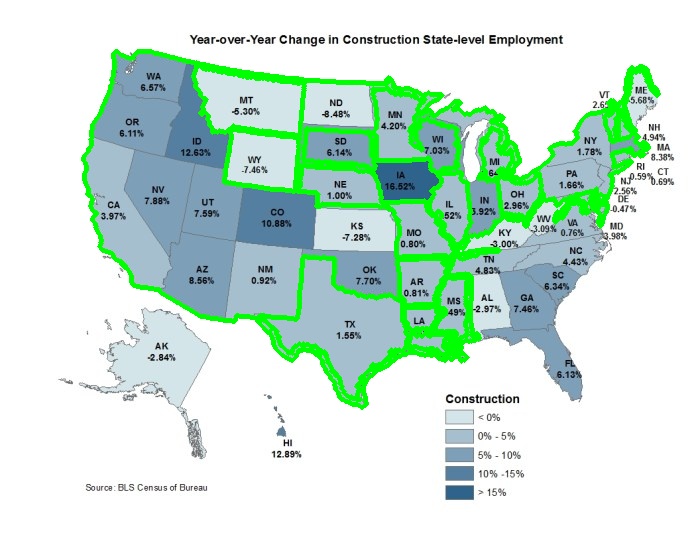 Year-over-Year Change in Construction State-level Employment
WA
6.57%
OR
6.11%
ID
12.63%
MT
-5.30%
ND
-8.48%
MN
4.20%
WI
7.03%
MI
VT
ME
5.68%
NH
4.94%
MA
8.38%
RI
0.59%
CT
0.69%
NY
1.78%
PA
1.66%
NJ
2.56%
DE
-0.47%
MD
3.98%
SD
6.14%
WY
-7.46%
NE
1.00%
IA
16.52%
IL
52%
IN
5.92%
OH
2.96%
WV
-3.09%
VA
0.76%
CA
3.97%
NV
7.88%
UT
7.59%
CO
10.88%
KS
-7.28%
MO
0.80%
KY
-3.00%
NC
4.43%
TN
4.83%
SC
6.34%
AZ
8.56%
NM
0.92%
OK
7.70%
AR
0.81%
MS
49%
AL
-2.97%
GA
7.46%
TX
1.55%
LA
FL
6.13%
AK
-2.84%
HI
12.89%
Construction
< 0%
0% - 5%
5% - 10%
10% -15%
> 15%
Source: BLS Census of Bureau